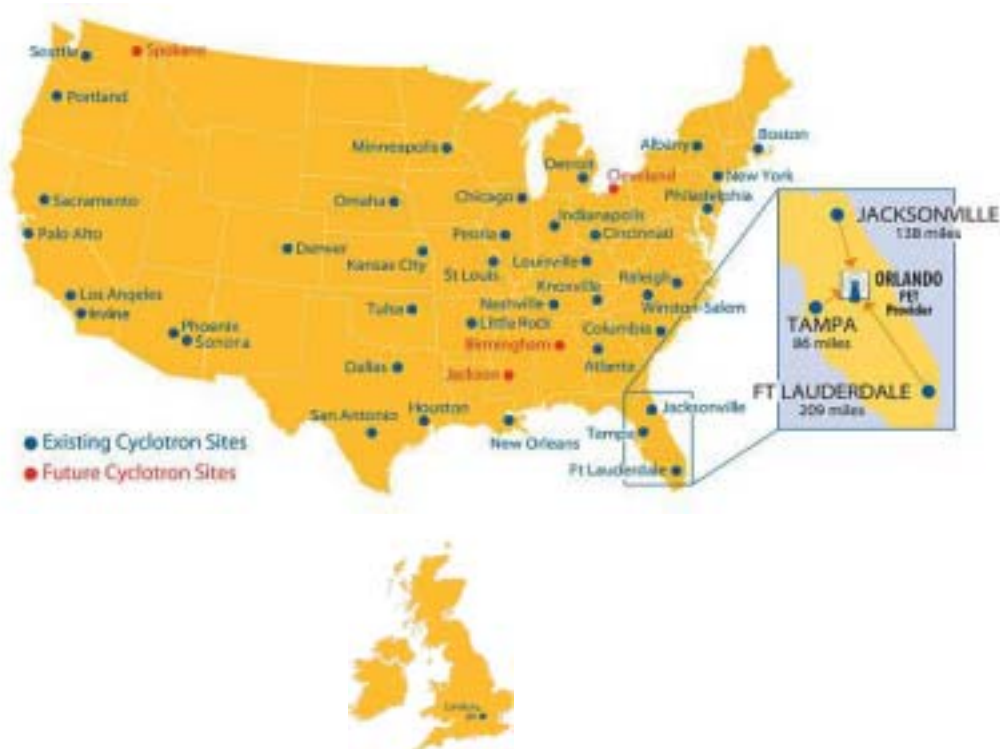 Seattle
Spokane
Portland
Boston
Minneapolis
Albany
Detroit
Cleveland
New York
Sacramento
Omaha
Chicago
Philadelphia
Indianapolis
JACKSONVILLE
138 miles
Palo Alto
Peoria
Cincinnati
Denver
Kansas City
St Louis
Louisville
Raleigh
ORLANDO
PET
Provider
Knoxville
Los Angeles
Nashville
Winston-Salem
Irvine
Tulsa
Little Rock
Columbia
TAMPA
86 miles
Phoenix
Sonora
Birmingham
Dallas
Jackson
Atlanta
FT LAUDERDALE
209 miles
San Antonio
Houston
Jacksonville
New Orleans
Tampa
Existing Cyclotron Sites
Future Cyclotron Sites
Ft Lauderdale